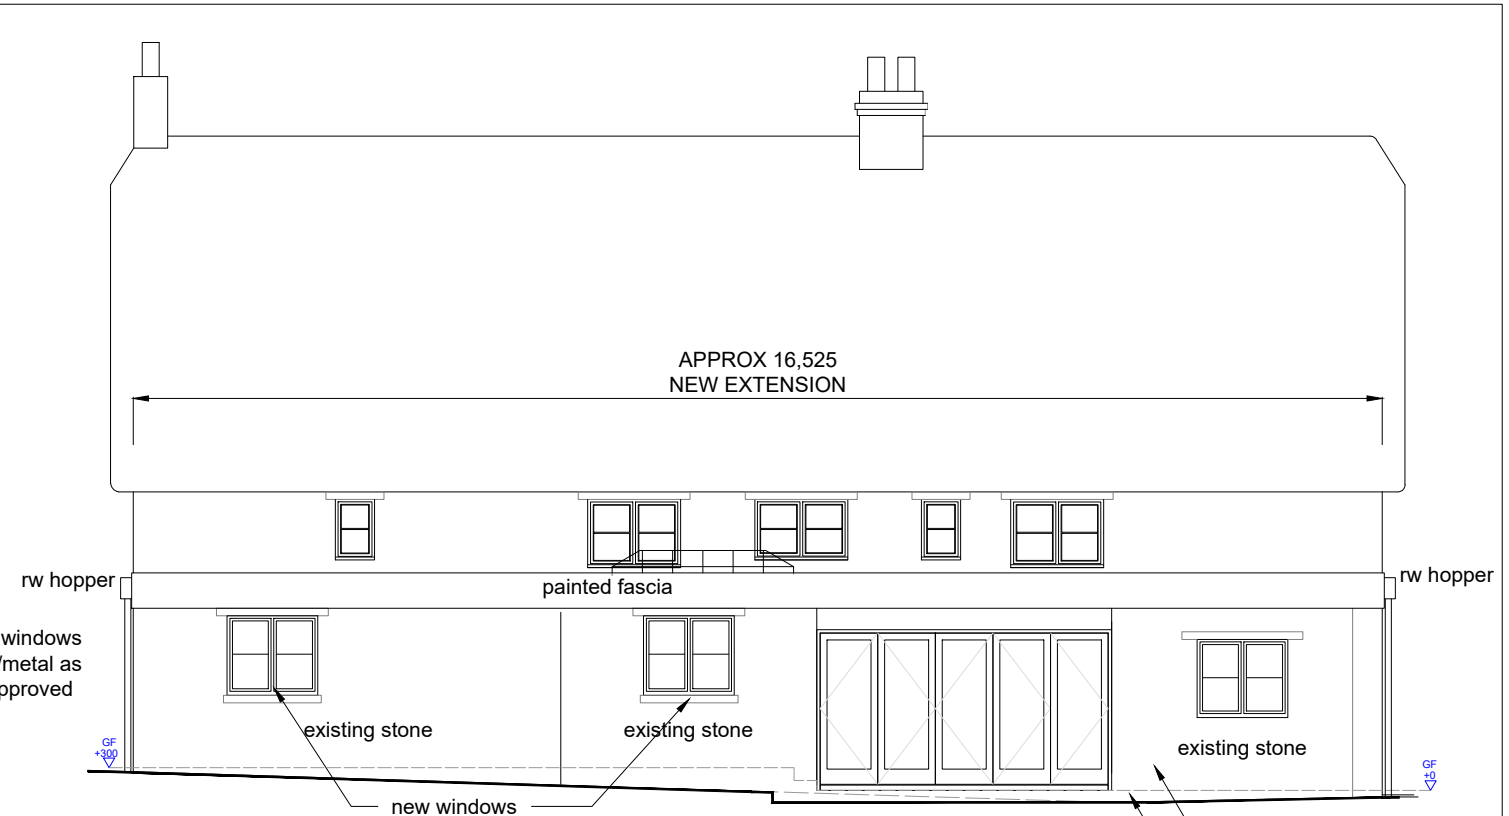 APPROX 16,525
NEW EXTENSION
rw hopper
painted fascia
rw hopper
windows
/metal as
pproved
existing stone
existing stone
existing stone
GF
+300
GF
+0
new windows